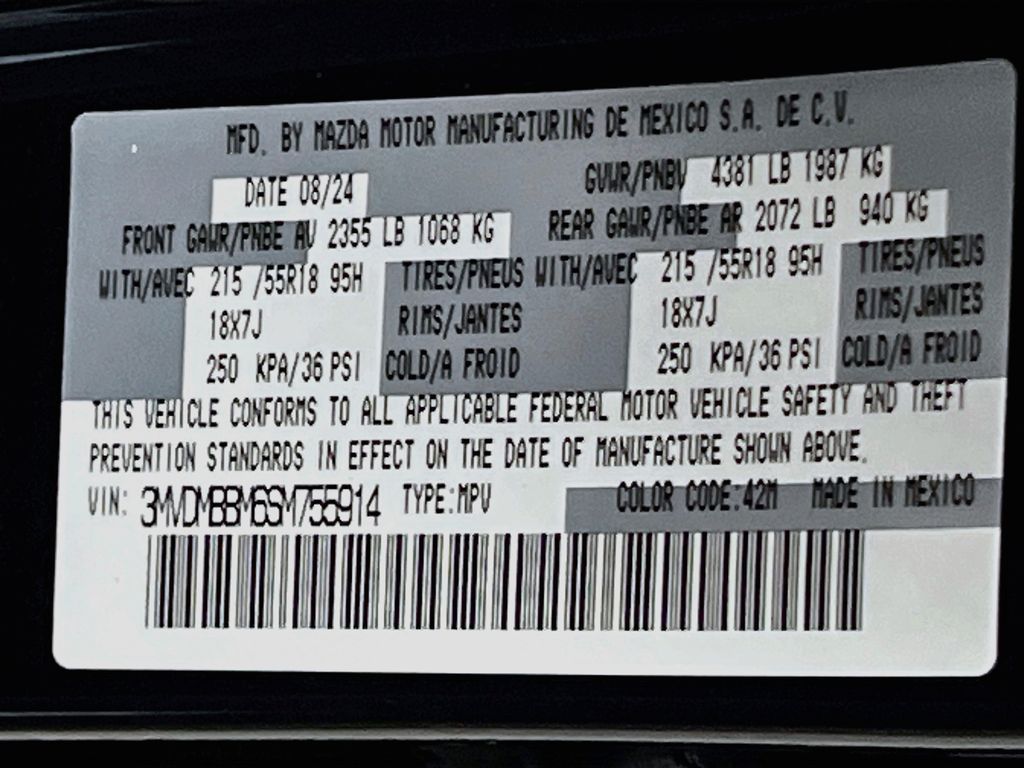 MFD. BY MAZDA MOTOR MANUFACTURING DE MEXICO S.A. DE C.V.
DATE 08/24 GVWR/PNBV 4381 LB 1987 KG
FRONT GAWR/PNBE AV 2355 LB 1068 KG REAR GAWR/PNBE AR 2072 LB 940 KG
WITH/AVEC 215 /55R18 95H TIRES/PNEUS WITH/AVEC 215 /55R18 95H TIRES/PNEUS
18X7J RIMS/JANTES 18X7J RIMS/JANTES
250 KPA/36 PSI COLD/A FROID 250 KPA/36 PSI COLD/A FROID
THIS VEHICLE CONFORMS TO ALL APPLICABLE FEDERAL MOTOR VEHICLE SAFETY AND THEFT
PREVENTION STANDARDS IN EFFECT ON THE DATE OF MANUFACTURE SHOWN ABOVE.
VIN: 3MVDMBBM6SM755914 TYPE:MPV COLOR CODE:42M MADE IN MEXICO